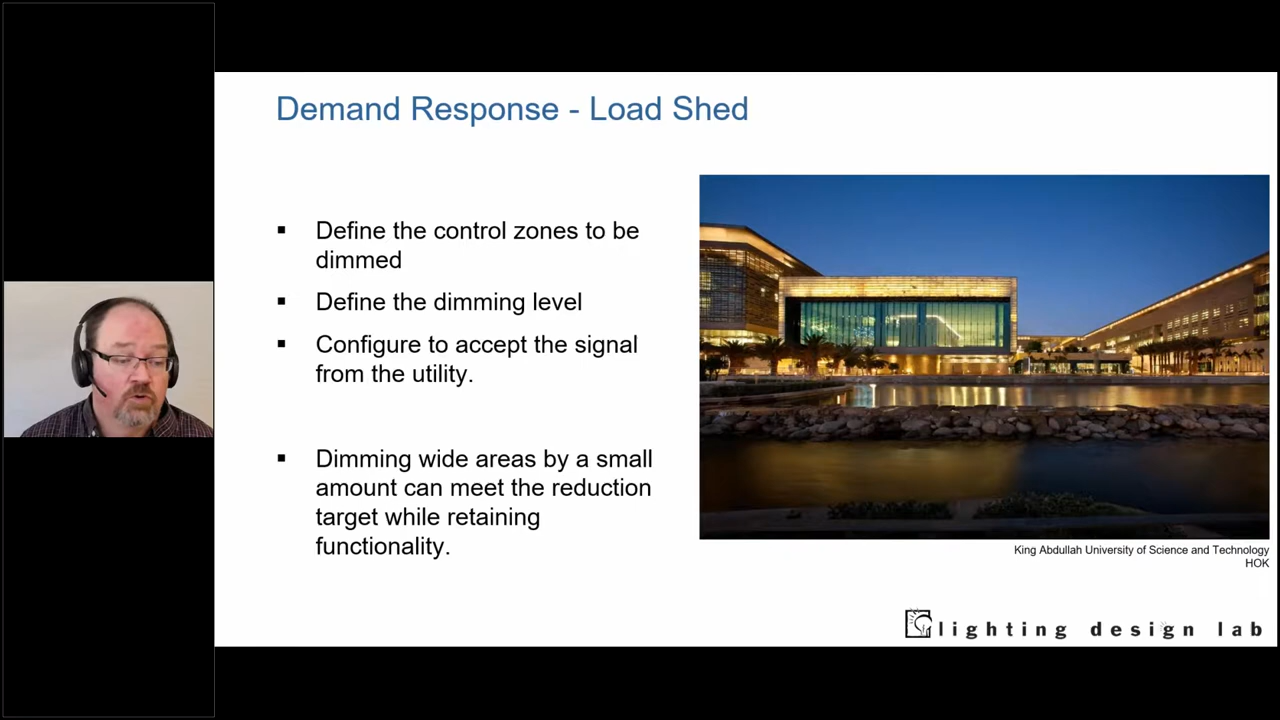 Demand Response - Load Shed
▪ Define the control zones to be
dimmed
▪ Define the dimming level
▪ Configure to accept the signal
from the utility.
▪ Dimming wide areas by a small
amount can meet the reduction
target while retaining
functionality.
King Abdullah University of Science and Technology
HOK
lighting design lab